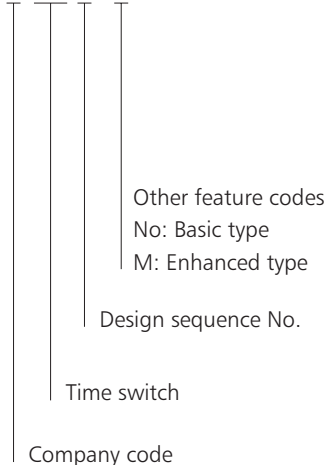 Other feature codes
No: Basic type
M: Enhanced type
Design sequence No.
Time switch
Company code